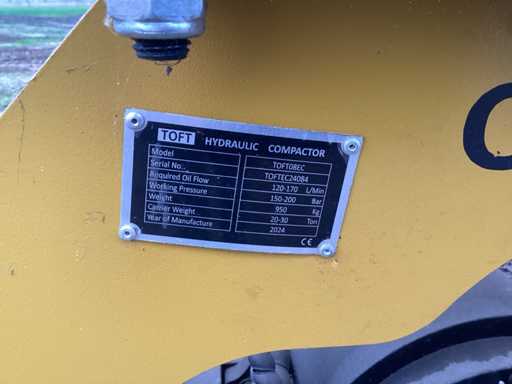 TOFT HYDRAULIC COMPACTOR
Model TOFT08EC
Serial No.. TOFTEC24084
Required Oil Flow 120-170 L/Min
Working Pressure 150-200 Bar
Weight 950 Kg
Carrier Weight 20-30 Ton
Year of Manufacture 2024
CE